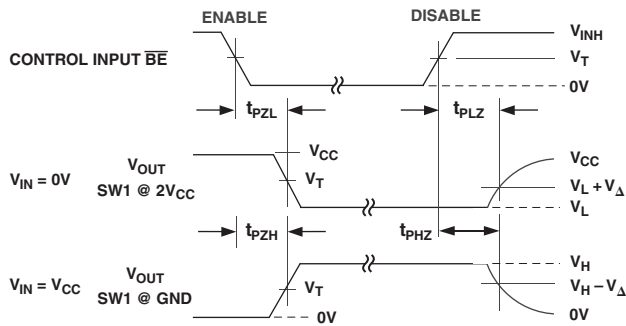 ENABLE DISABLE
CONTROL INPUT B̅E̅
V_INH
V_T
0V
t_PZL t_PLZ
V_IN = 0V
V_OUT
SW1 @ 2V_CC
V_CC
V_T
V_CC
V_L + V_Δ
V_L
t_PZH t_PHZ
V_IN = V_CC
V_OUT
SW1 @ GND
V_T
0V
V_H
V_H – V_Δ
0V